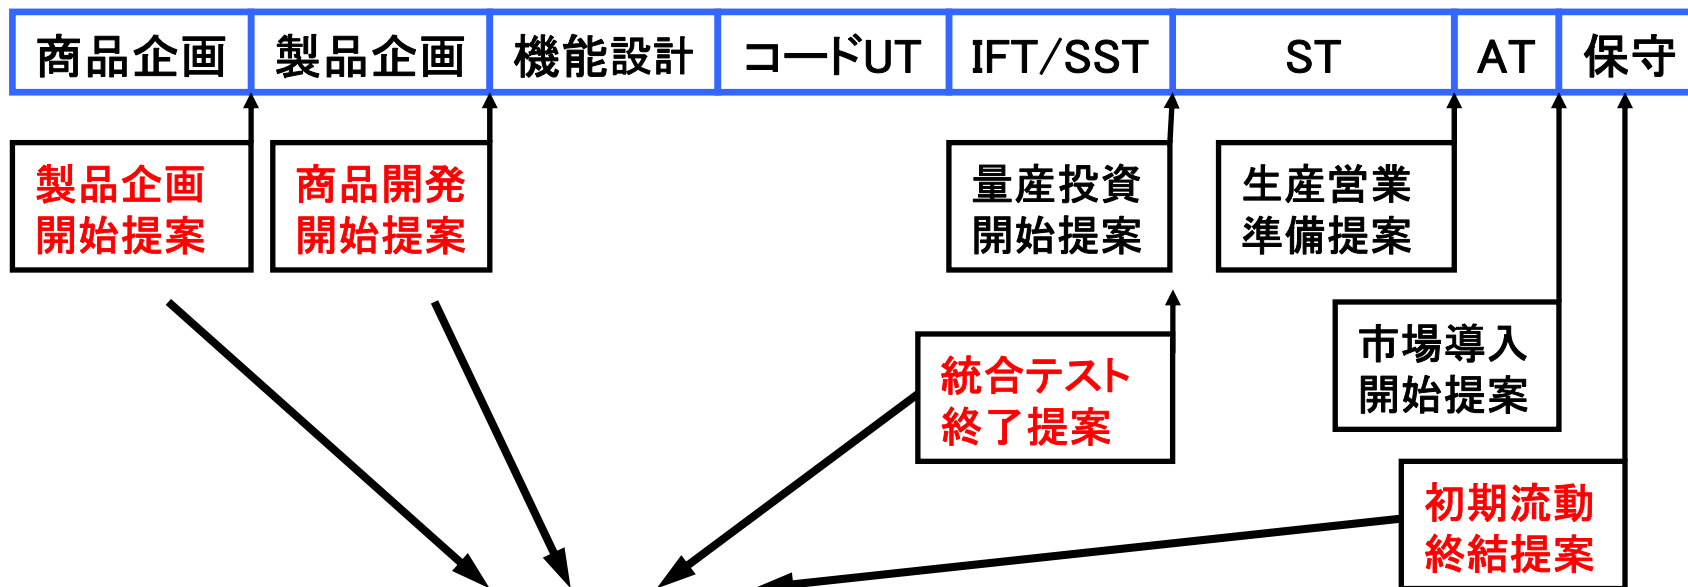 商品企画 製品企画 機能設計 コードUT IFT/SST ST AT 保守
製品企画
開始提案
商品開発
開始提案
量産投資
開始提案
生産営業
準備提案
統合テスト
終了提案
市場導入
開始提案
初期流動
終結提案